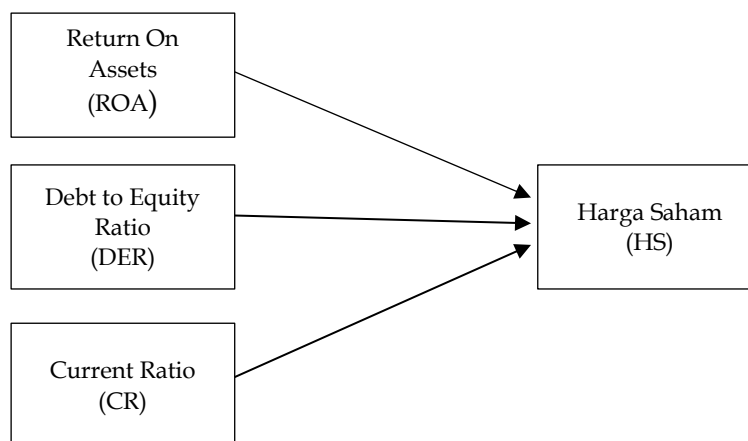 Return On
Assets
(ROA)
Debt to Equity
Ratio
(DER)
Current Ratio
(CR)
Harga Saham
(HS)